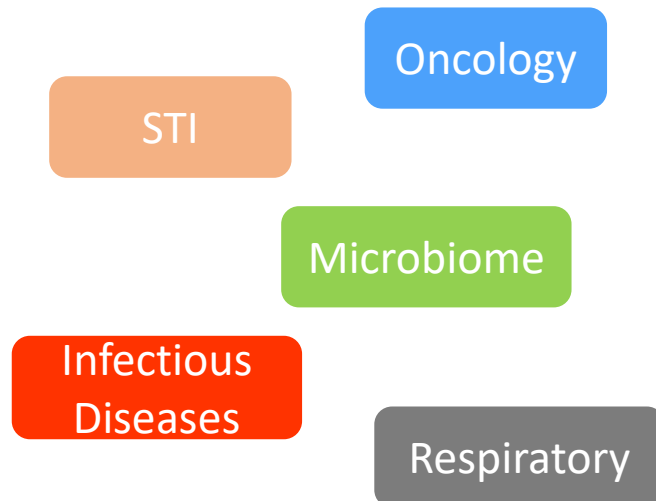 Oncology
STI
Microbiome
Infectious
Diseases
Respiratory